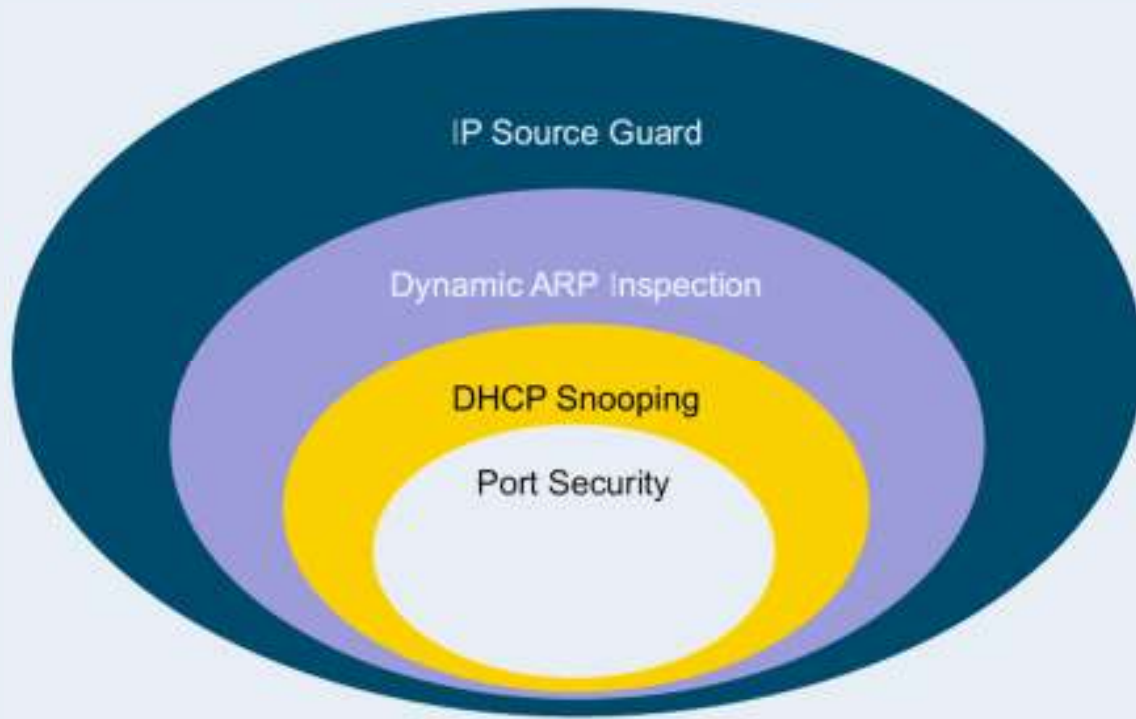 IP Source Guard
Dynamic ARP Inspection
DHCP Snooping
Port Security